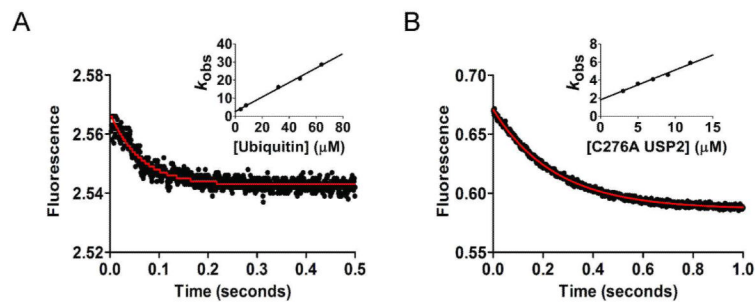 A
2.58
2.56
2.54
2.52
Fluorescence
0.0 0.1 0.2 0.3 0.4 0.5
Time (seconds)
40
30
20
10
0
kobs
0 20 40 60 80
[Ubiquitin] (µM)
B
0.70
0.65
0.60
0.55
Fluorescence
0.0 0.2 0.4 0.6 0.8 1.0
Time (seconds)
8
6
4
2
0
kobs
0 5 10 15
[C276A USP2] (µM)